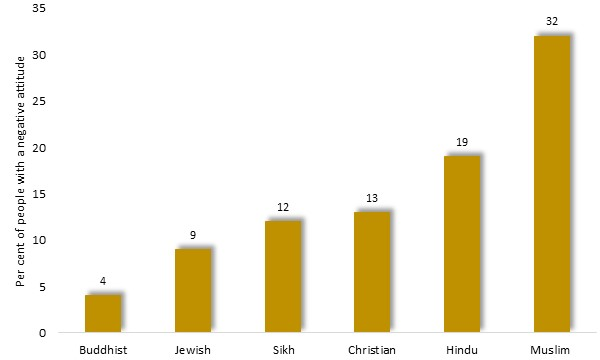 Per cent of people with a negative attitude
35
30
25
20
15
10
5
0
4
9
12
13
19
32
Buddhist
Jewish
Sikh
Christian
Hindu
Muslim